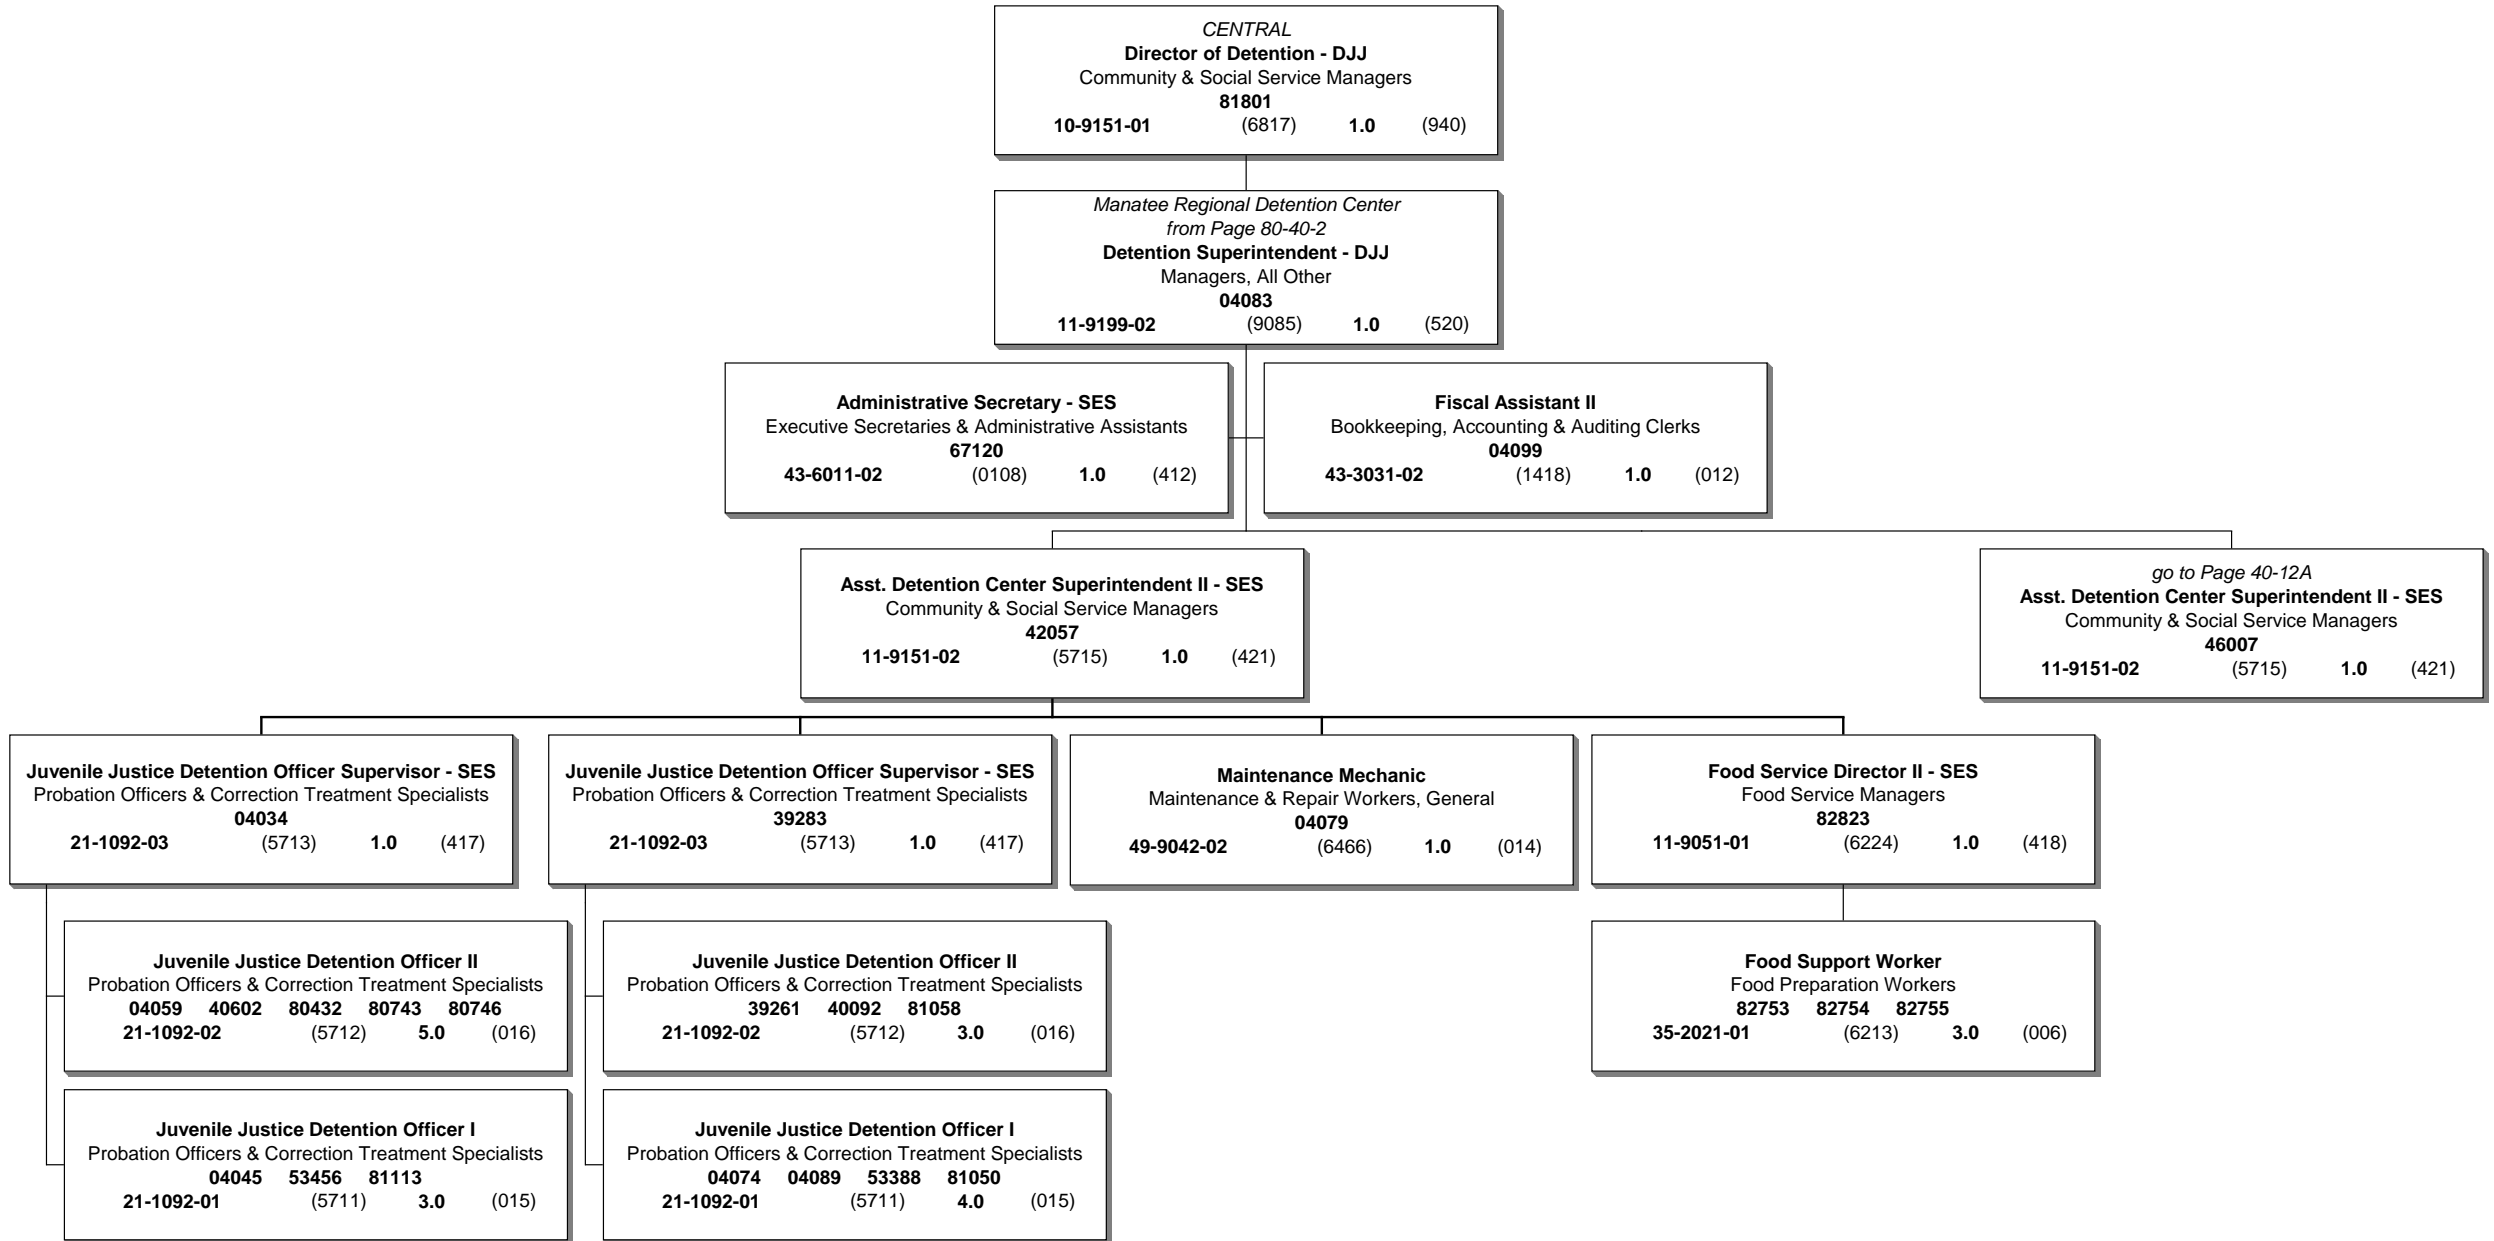 CENTRAL
Director of Detention - DJJ
Community & Social Service Managers
81801
10-9151-01 (6817) 1.0 (940)
Manatee Regional Detention Center
from Page 80-40-2
Detention Superintendent - DJJ
Managers, All Other
04083
11-9199-02 (9085) 1.0 (520)
Administrative Secretary - SES
Executive Secretaries & Administrative Assistants
67120
43-6011-02 (0108) 1.0 (412)
Fiscal Assistant II
Bookkeeping, Accounting & Auditing Clerks
04099
43-3031-02 (1418) 1.0 (012)
Asst. Detention Center Superintendent II - SES
Community & Social Service Managers
42057
11-9151-02 (5715) 1.0 (421)
go to Page 40-12A
Asst. Detention Center Superintendent II - SES
Community & Social Service Managers
46007
11-9151-02 (5715) 1.0 (421)
Juvenile Justice Detention Officer Supervisor - SES
Probation Officers & Correction Treatment Specialists
04034
21-1092-03 (5713) 1.0 (417)
Juvenile Justice Detention Officer Supervisor - SES
Probation Officers & Correction Treatment Specialists
39283
21-1092-03 (5713) 1.0 (417)
Maintenance Mechanic
Maintenance & Repair Workers, General
04079
49-9042-02 (6466) 1.0 (014)
Food Service Director II - SES
Food Service Managers
82823
11-9051-01 (6224) 1.0 (418)
Juvenile Justice Detention Officer II
Probation Officers & Correction Treatment Specialists
04059 40602 80432 80743 80746
21-1092-02 (5712) 5.0 (016)
Juvenile Justice Detention Officer II
Probation Officers & Correction Treatment Specialists
39261 40092 81058
21-1092-02 (5712) 3.0 (016)
Food Support Worker
Food Preparation Workers
82753 82754 82755
35-2021-01 (6213) 3.0 (006)
Juvenile Justice Detention Officer I
Probation Officers & Correction Treatment Specialists
04045 53456 81113
21-1092-01 (5711) 3.0 (015)
Juvenile Justice Detention Officer I
Probation Officers & Correction Treatment Specialists
04074 04089 53388 81050
21-1092-01 (5711) 4.0 (015)